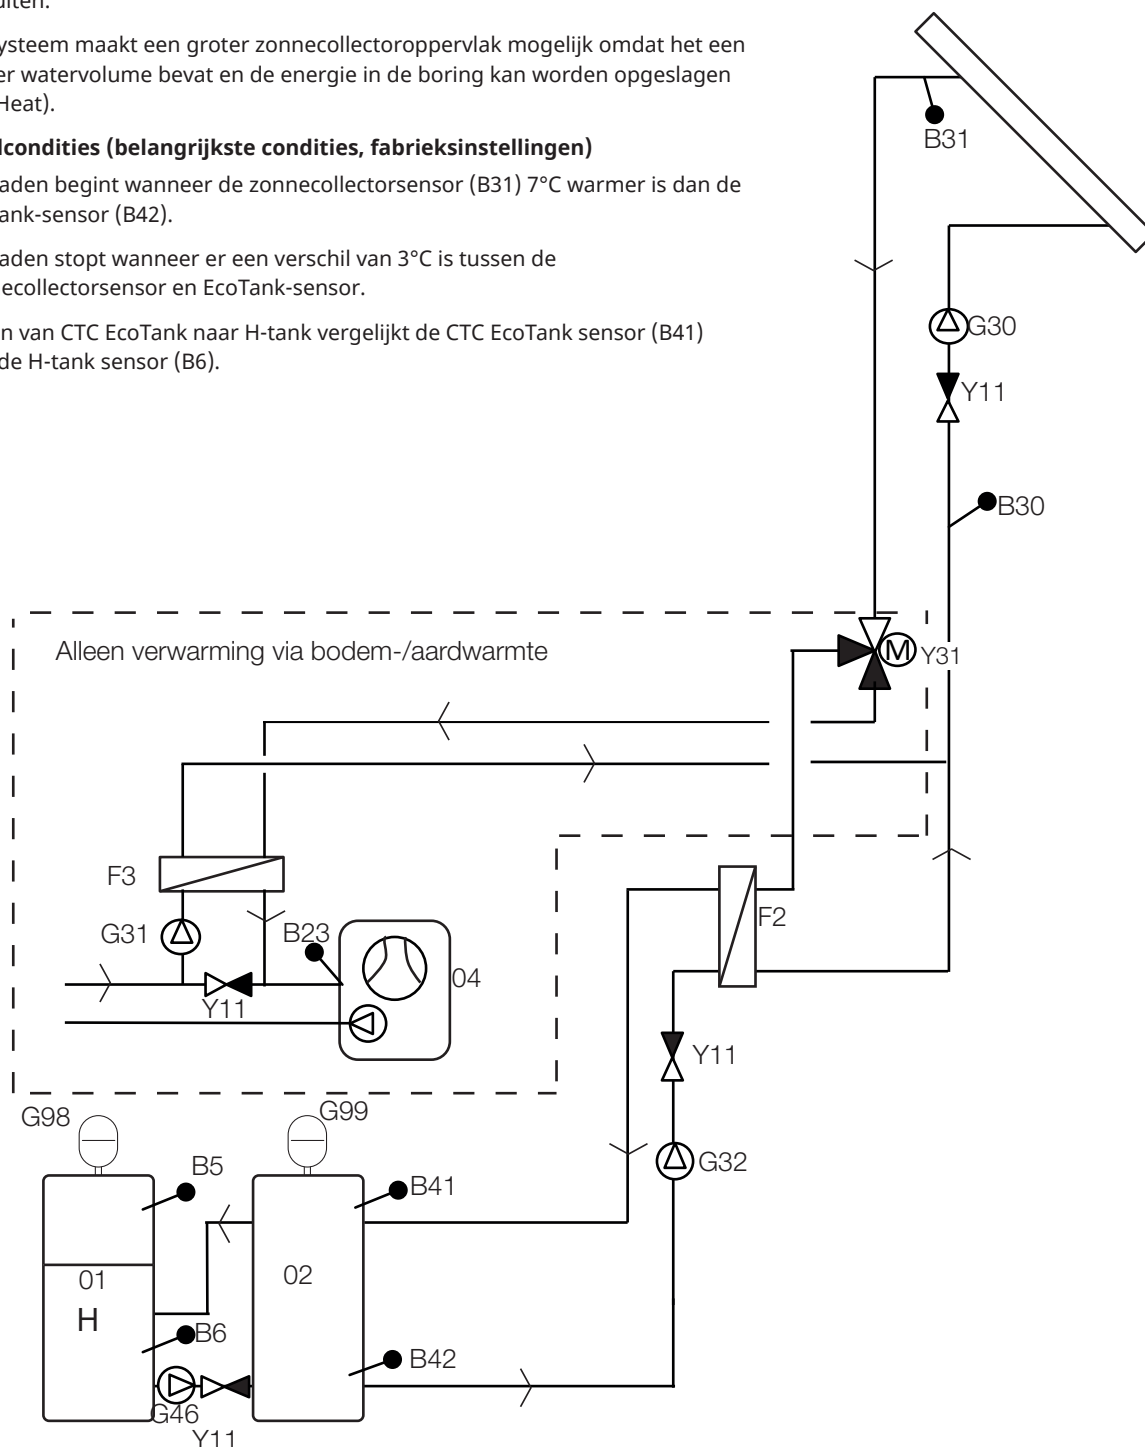 uiten.
ysteem maakt een groter zonnecollectoroppervlak mogelijk omdat het een
er watervolume bevat en de energie in de boring kan worden opgeslagen
Heat).
lcondities (belangrijkste condities, fabrieksinstellingen)
aden begint wanneer de zonnecollectorsensor (B31) 7°C warmer is dan de
ank-sensor (B42).
aden stopt wanneer er een verschil van 3°C is tussen de
ecollectorsensor en EcoTank-sensor.
n van CTC EcoTank naar H-tank vergelijkt de CTC EcoTank sensor (B41)
de H-tank sensor (B6).
B31
G30
Y11
B30
Alleen verwarming via bodem-/aardwarmte
M
Y31
F3
F2
G31
B23
04
Y11
Y11
G98
G99
B5
B41
G32
01
02
H
B6
B42
G46
Y11